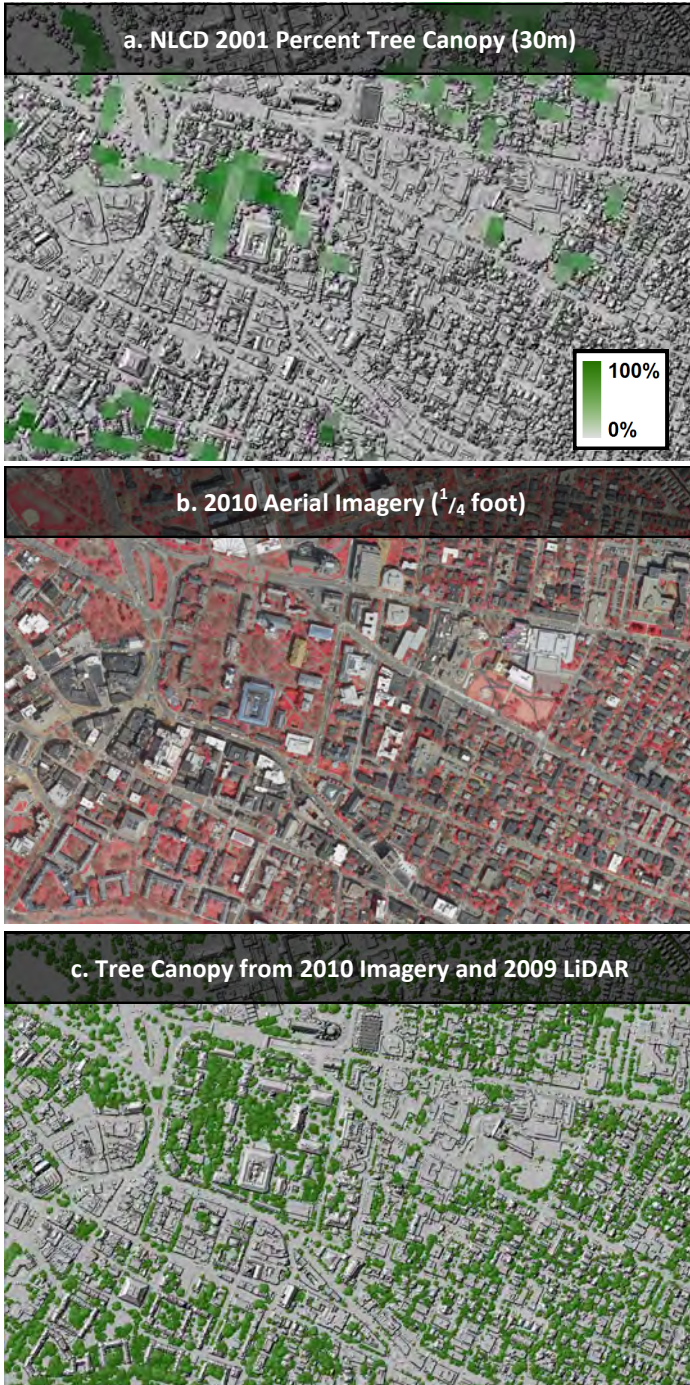 a. NLCD 2001 Percent Tree Canopy (30m)
100%
0%
b. 2010 Aerial Imagery (1/4 foot)
c. Tree Canopy from 2010 Imagery and 2009 LiDAR